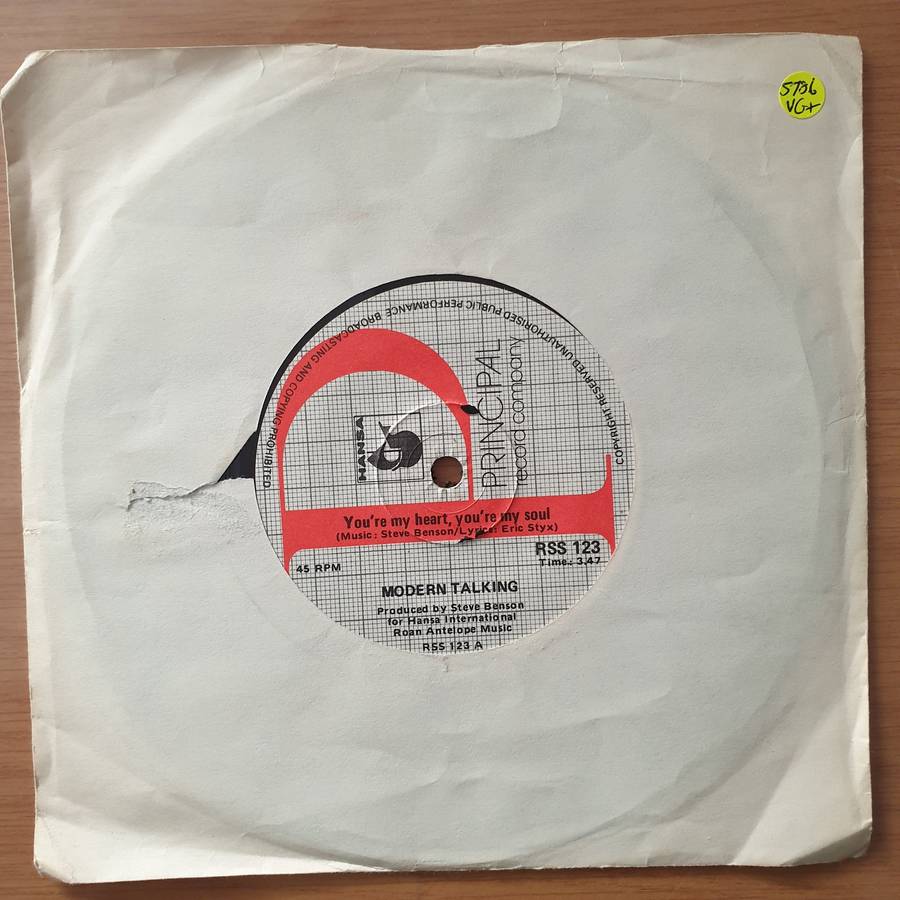 5736
VG+
COPYRIGHT RESERVED UNAUTHORISED PUBLIC PERFORMANCE BROADCASTING AND COPYING PROHIBITED
HANSA
PRINCIPAL
record company
You're my heart, you're my soul
(Music: Steve Benson/Lyrics: Eric Styx)
45 RPM
RSS 123
Time.: 3.47
MODERN TALKING
Produced by Steve Benson
for Hansa International
Roan Antelope Music
RSS 123 A